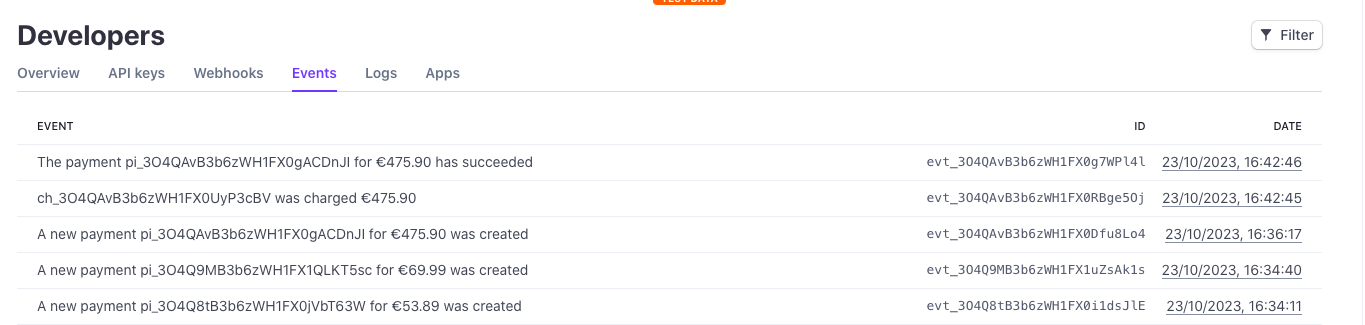 TEST DATA
Developers
Filter
Overview API keys Webhooks Events Logs Apps
EVENT ID DATE
The payment pi_3O4QAvB3b6zWH1FX0gACDnJI for €475.90 has succeeded evt_3O4QAvB3b6zWH1FX0g7WPl4l 23/10/2023, 16:42:46
ch_3O4QAvB3b6zWH1FX0UyP3cBV was charged €475.90 evt_3O4QAvB3b6zWH1FX0RBge5Oj 23/10/2023, 16:42:45
A new payment pi_3O4QAvB3b6zWH1FX0gACDnJI for €475.90 was created evt_3O4QAvB3b6zWH1FX0Dfu8Lo4 23/10/2023, 16:36:17
A new payment pi_3O4Q9MB3b6zWH1FX1QLKT5sc for €69.99 was created evt_3O4Q9MB3b6zWH1FX1uZsAk1s 23/10/2023, 16:34:40
A new payment pi_3O4Q8tB3b6zWH1FX0jVbT63W for €53.89 was created evt_3O4Q8tB3b6zWH1FX0i1dsJlE 23/10/2023, 16:34:11